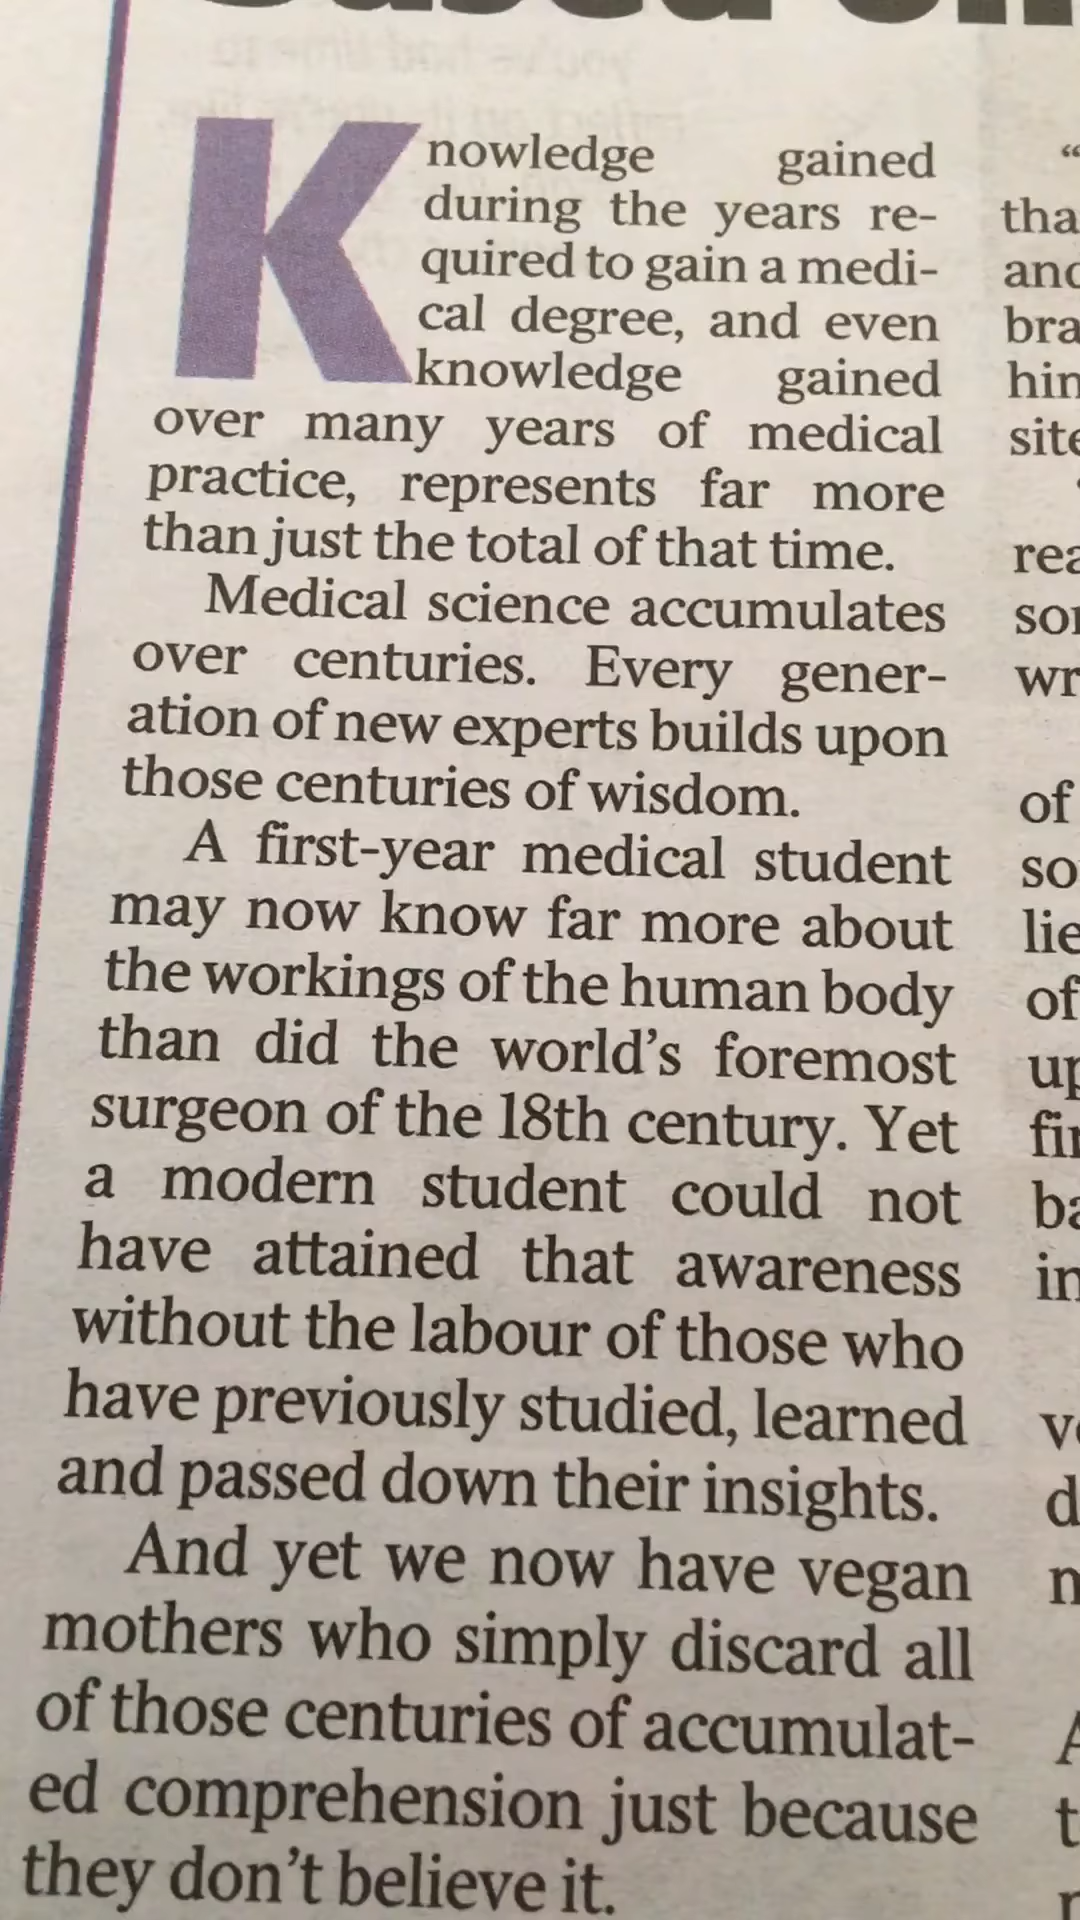 Knowledge gained
during the years re-
quired to gain a medi-
cal degree, and even
knowledge gained
over many years of medical
practice, represents far more
than just the total of that time.
Medical science accumulates
over centuries. Every gener-
ation of new experts builds upon
those centuries of wisdom.
A first-year medical student
may now know far more about
the workings of the human body
than did the world's foremost
surgeon of the 18th century. Yet
a modern student could not
have attained that awareness
without the labour of those who
have previously studied, learned
and passed down their insights.
And yet we now have vegan
mothers who simply discard all
of those centuries of accumulat-
ed comprehension just because
they don't believe it.
of